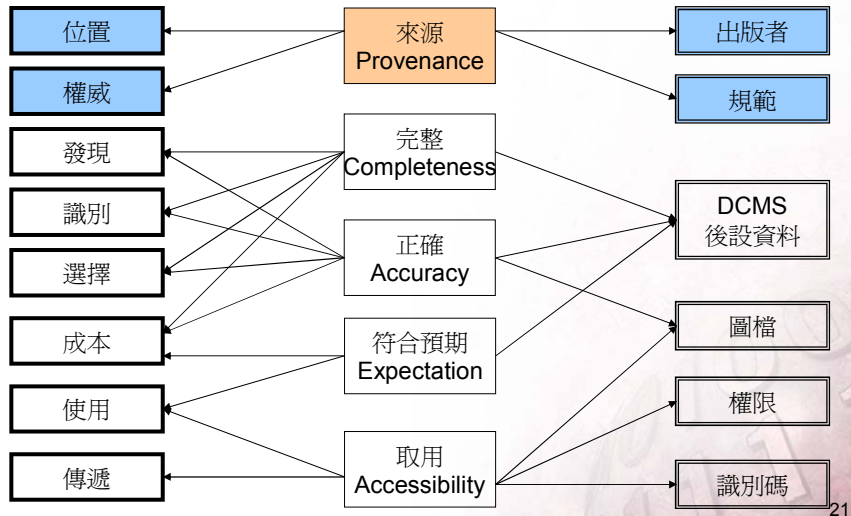 位置
權威
發現
識別
選擇
成本
使用
傳遞
來源
Provenance
完整
Completeness
正確
Accuracy
符合預期
Expectation
取用
Accessibility
出版者
規範
DCMS
後設資料
圖檔
權限
識別碼
21